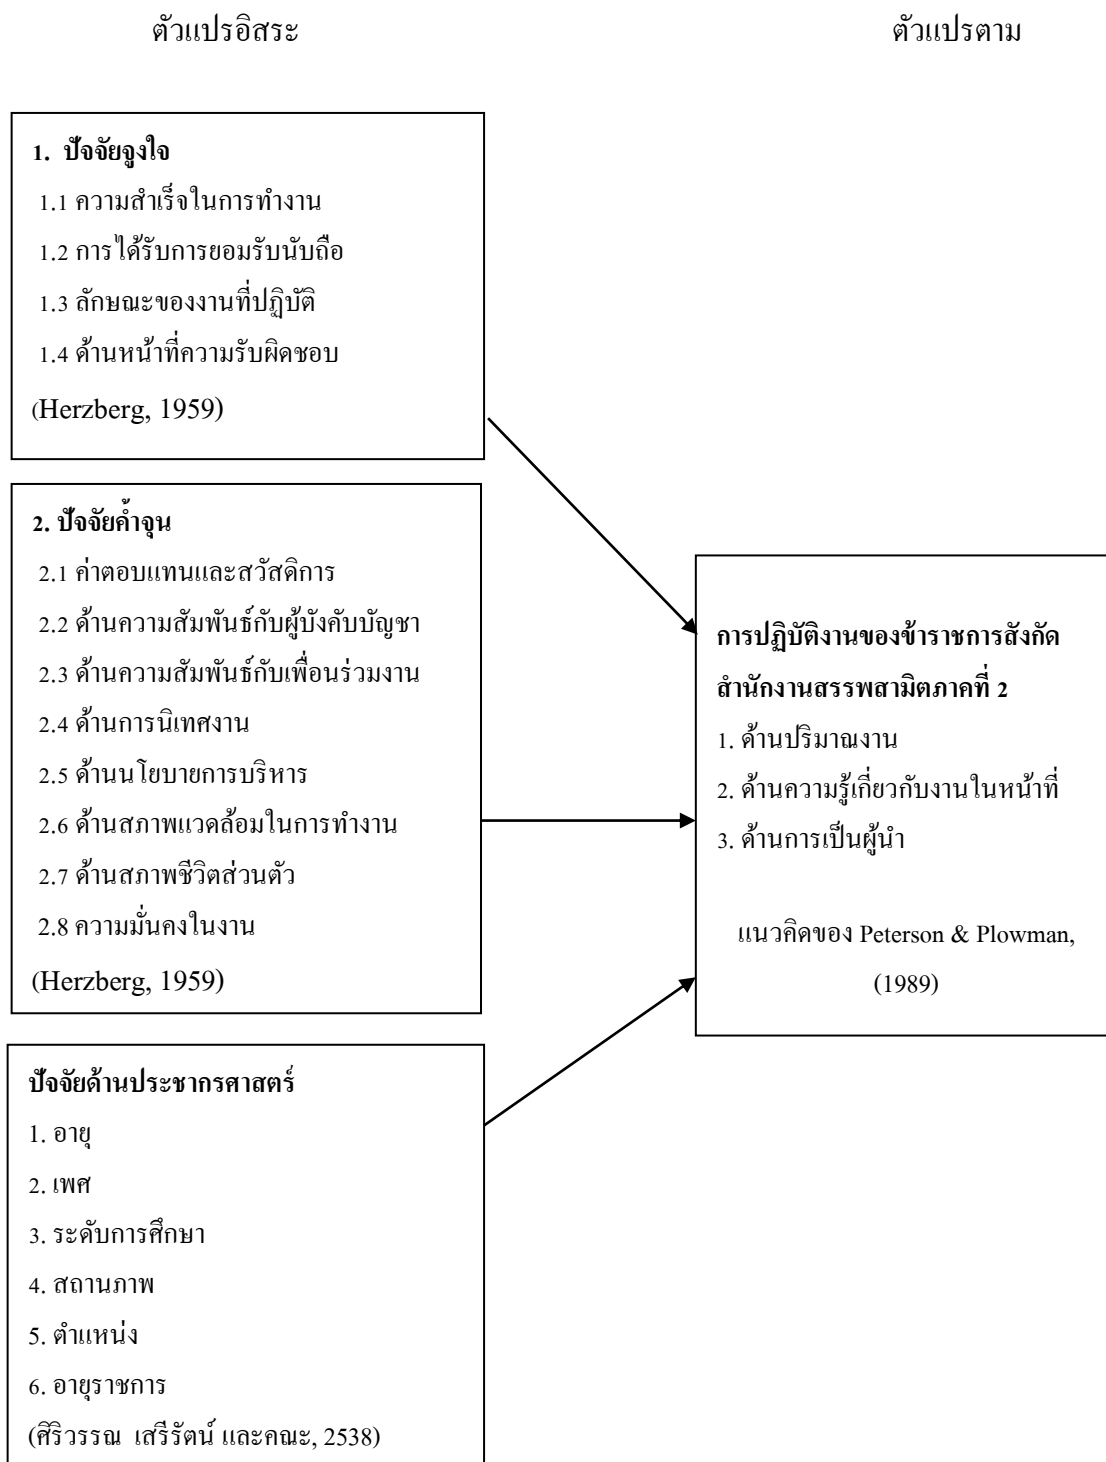 ตัวแปรอิสระ
ตัวแปรตาม
1. ปัจจัยจูงใจ
1.1 ความสำเร็จในการทำงาน
1.2 การได้รับการยอมรับนับถือ
1.3 ลักษณะของงานที่ปฏิบัติ
1.4 ด้านหน้าที่ความรับผิดชอบ
(Herzberg, 1959)
2. ปัจจัยค้ำจุน
2.1 ค่าตอบแทนและสวัสดิการ
2.2 ด้านความสัมพันธ์กับผู้บังคับบัญชา
2.3 ด้านความสัมพันธ์กับเพื่อนร่วมงาน
2.4 ด้านการนิเทศงาน
2.5 ด้านนโยบายการบริหาร
2.6 ด้านสภาพแวดล้อมในการทำงาน
2.7 ด้านสภาพชีวิตส่วนตัว
2.8 ความมั่นคงในงาน
(Herzberg, 1959)
ปัจจัยด้านประชากรศาสตร์
1. อายุ
2. เพศ
3. ระดับการศึกษา
4. สถานภาพ
5. ตำแหน่ง
6. อายุราชการ
(ศิริวรรณ เสรีรัตน์ และคณะ, 2538)
การปฏิบัติงานของข้าราชการสังกัด
สำนักงานสรรพสามิตภาคที่ 2
1. ด้านปริมาณงาน
2. ด้านความรู้เกี่ยวกับงานในหน้าที่
3. ด้านการเป็นผู้นำ
แนวคิดของ Peterson & Plowman,
(1989)